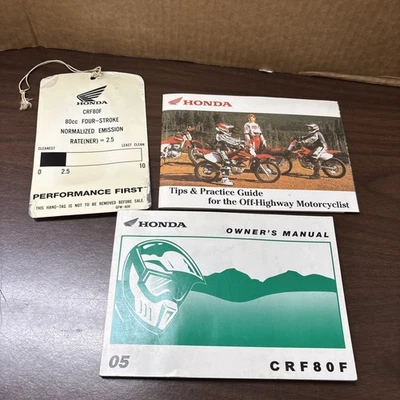 HONDA
CRF80F
80cc FOUR-STROKE
NORMALIZED EMISSION
RATE(NER) = 2.5
CLEANEST LEAST CLEAN
0 2.5 10
PERFORMANCE FIRST
THIS HAND-TAG IS NOT TO BE REMOVED BEFORE SALE.
HONDA
Tips & Practice Guide
for the Off-Highway Motorcyclist
HONDA
OWNER'S MANUAL
05
CRF80F